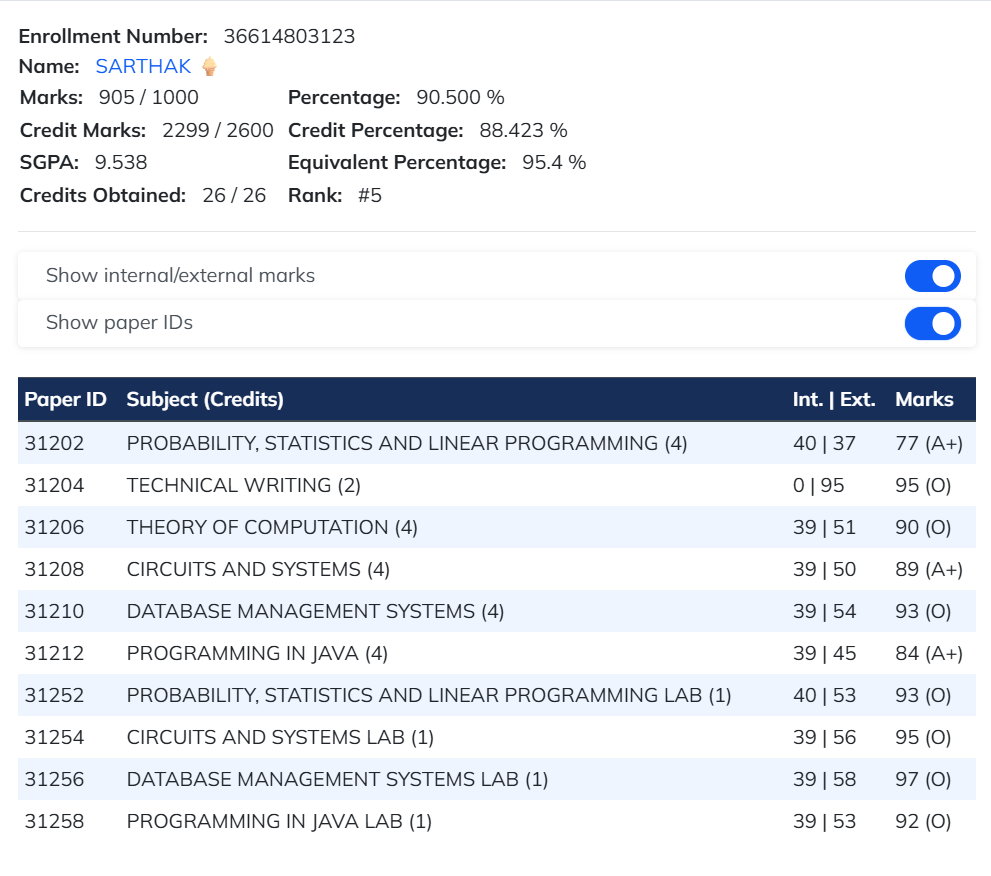 Enrollment Number: 36614803123
Name: SARTHAK 🍦
Marks: 905 / 1000 Percentage: 90.500 %
Credit Marks: 2299 / 2600 Credit Percentage: 88.423 %
SGPA: 9.538 Equivalent Percentage: 95.4 %
Credits Obtained: 26 / 26 Rank: #5
Show internal/external marks
Show paper IDs
Paper ID Subject (Credits) Int. | Ext. Marks
31202 PROBABILITY, STATISTICS AND LINEAR PROGRAMMING (4) 40 | 37 77 (A+)
31204 TECHNICAL WRITING (2) 0 | 95 95 (O)
31206 THEORY OF COMPUTATION (4) 39 | 51 90 (O)
31208 CIRCUITS AND SYSTEMS (4) 39 | 50 89 (A+)
31210 DATABASE MANAGEMENT SYSTEMS (4) 39 | 54 93 (O)
31212 PROGRAMMING IN JAVA (4) 39 | 45 84 (A+)
31252 PROBABILITY, STATISTICS AND LINEAR PROGRAMMING LAB (1) 40 | 53 93 (O)
31254 CIRCUITS AND SYSTEMS LAB (1) 39 | 56 95 (O)
31256 DATABASE MANAGEMENT SYSTEMS LAB (1) 39 | 58 97 (O)
31258 PROGRAMMING IN JAVA LAB (1) 39 | 53 92 (O)